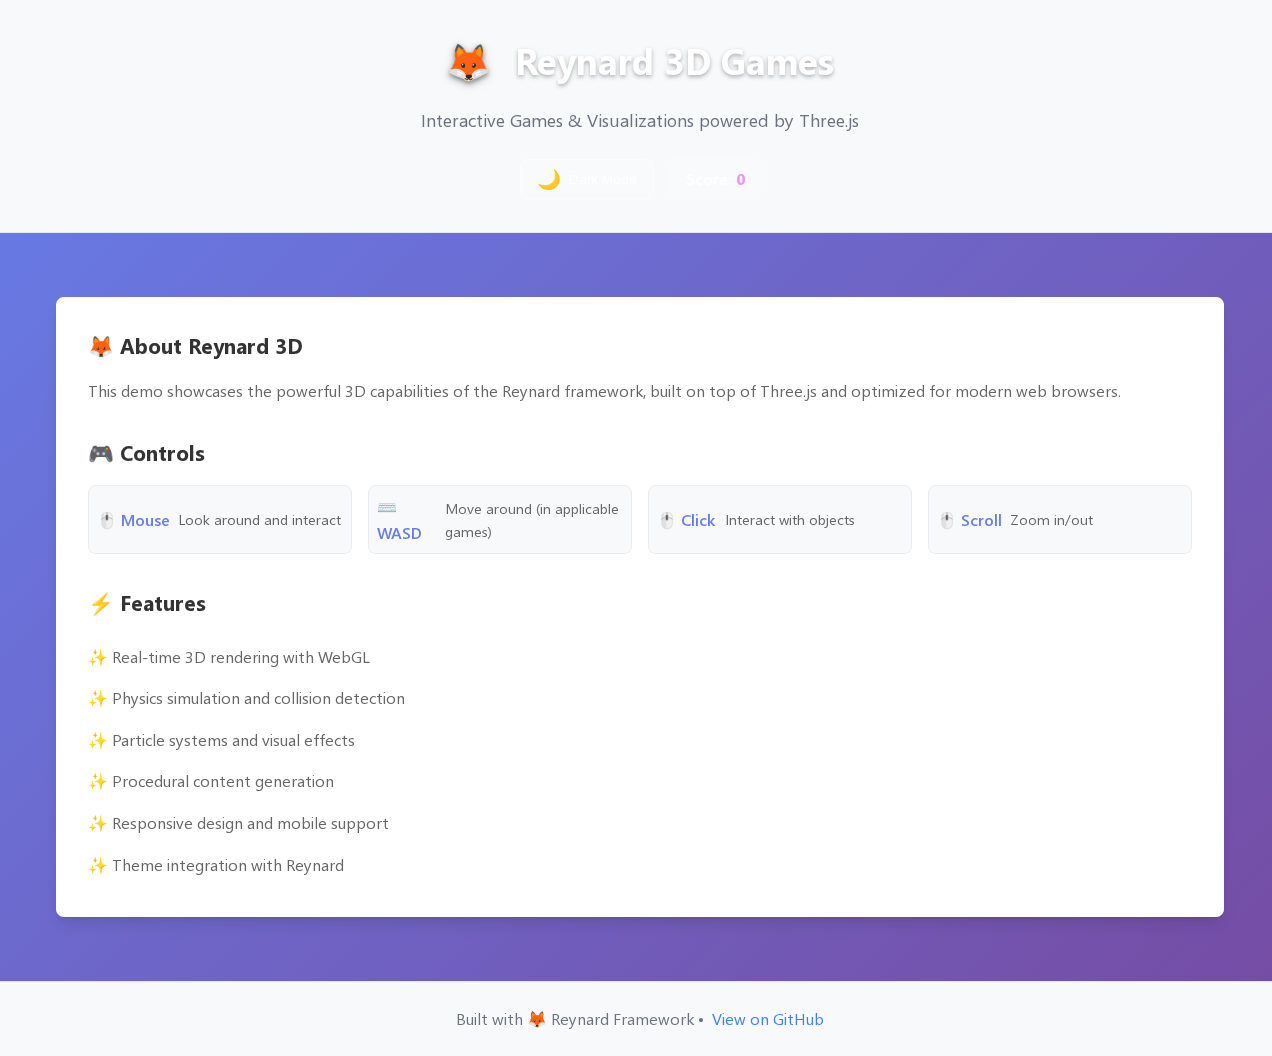 🦊 Reynard 3D Games
Interactive Games & Visualizations powered by Three.js
🌙 Dark Mode Score: 0
🦊 About Reynard 3D
This demo showcases the powerful 3D capabilities of the Reynard framework, built on top of Three.js and optimized for modern web browsers.
🎮 Controls
🖱️ Mouse Look around and interact
⌨️ WASD Move around (in applicable games)
🖱️ Click Interact with objects
🖱️ Scroll Zoom in/out
⚡ Features
✨ Real-time 3D rendering with WebGL
✨ Physics simulation and collision detection
✨ Particle systems and visual effects
✨ Procedural content generation
✨ Responsive design and mobile support
✨ Theme integration with Reynard
Built with 🦊 Reynard Framework • View on GitHub